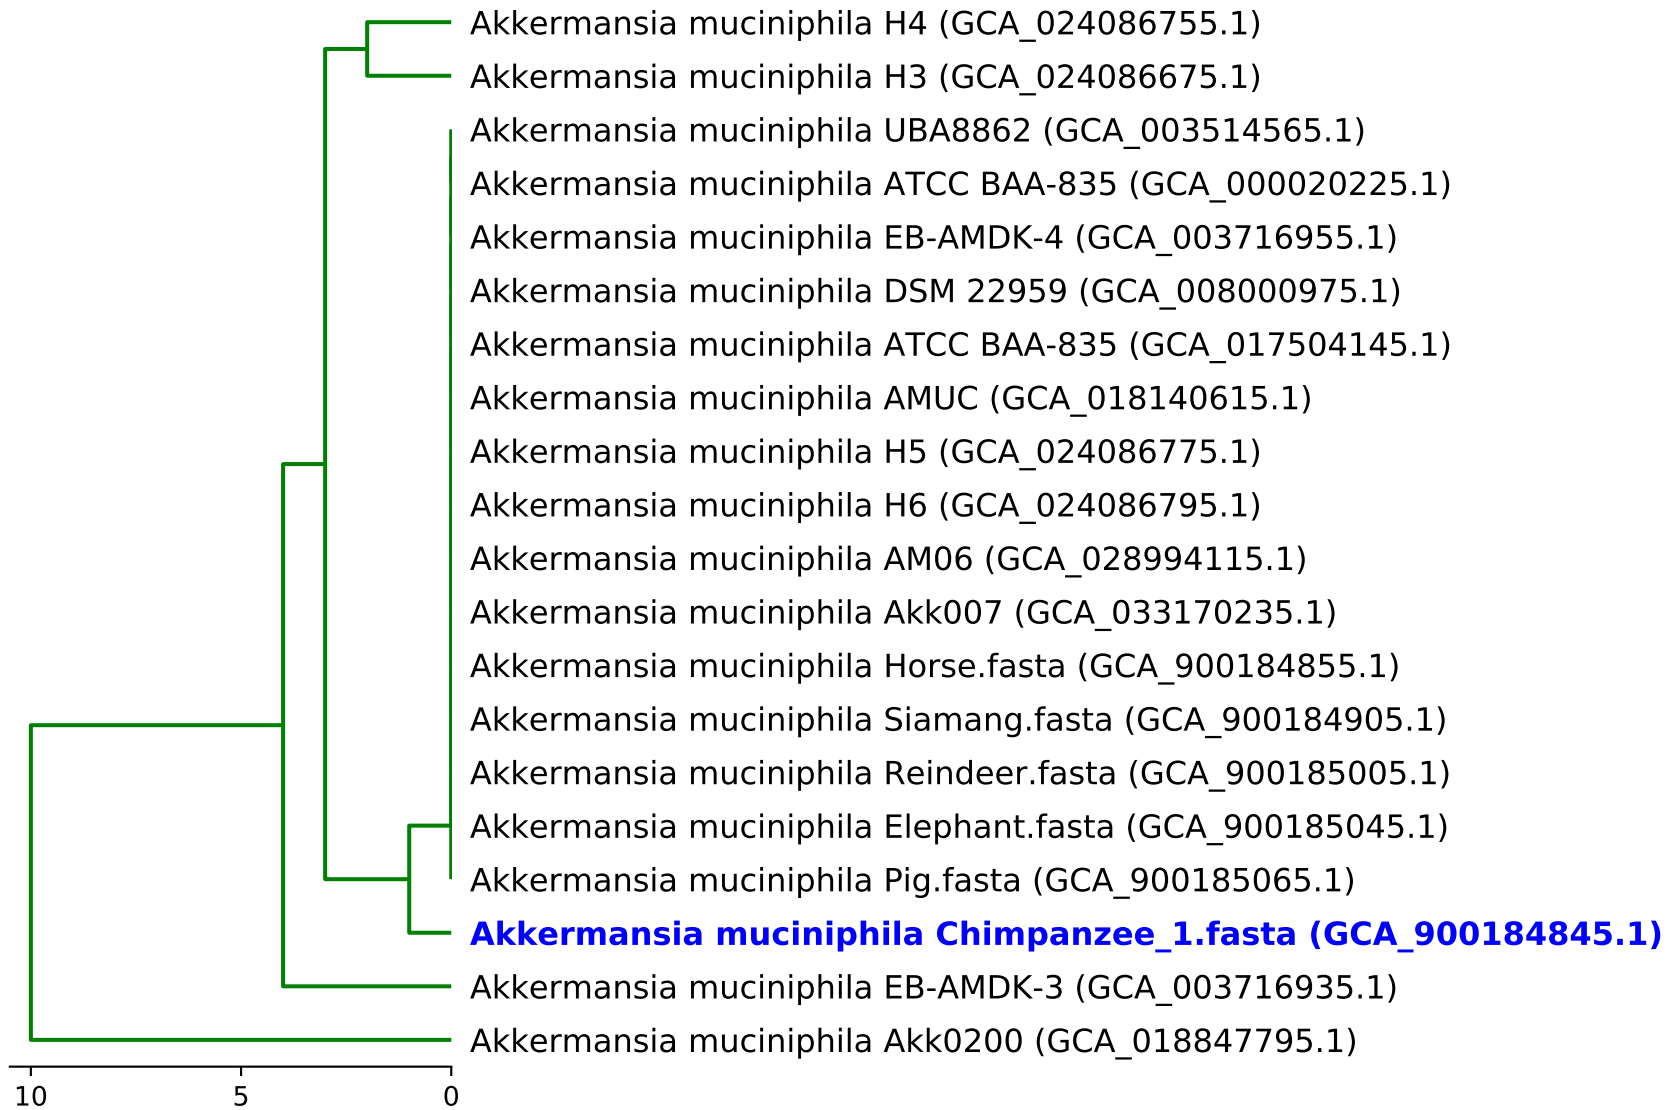 Akkermansia muciniphila H4 (GCA_024086755.1)
Akkermansia muciniphila H3 (GCA_024086675.1)
Akkermansia muciniphila UBA8862 (GCA_003514565.1)
Akkermansia muciniphila ATCC BAA-835 (GCA_000020225.1)
Akkermansia muciniphila EB-AMDK-4 (GCA_003716955.1)
Akkermansia muciniphila DSM 22959 (GCA_008000975.1)
Akkermansia muciniphila ATCC BAA-835 (GCA_017504145.1)
Akkermansia muciniphila AMUC (GCA_018140615.1)
Akkermansia muciniphila H5 (GCA_024086775.1)
Akkermansia muciniphila H6 (GCA_024086795.1)
Akkermansia muciniphila AM06 (GCA_028994115.1)
Akkermansia muciniphila Akk007 (GCA_033170235.1)
Akkermansia muciniphila Horse.fasta (GCA_900184855.1)
Akkermansia muciniphila Siamang.fasta (GCA_900184905.1)
Akkermansia muciniphila Reindeer.fasta (GCA_900185005.1)
Akkermansia muciniphila Elephant.fasta (GCA_900185045.1)
Akkermansia muciniphila Pig.fasta (GCA_900185065.1)
Akkermansia muciniphila Chimpanzee_1.fasta (GCA_900184845.1)
Akkermansia muciniphila EB-AMDK-3 (GCA_003716935.1)
Akkermansia muciniphila Akk0200 (GCA_018847795.1)
10 5 0